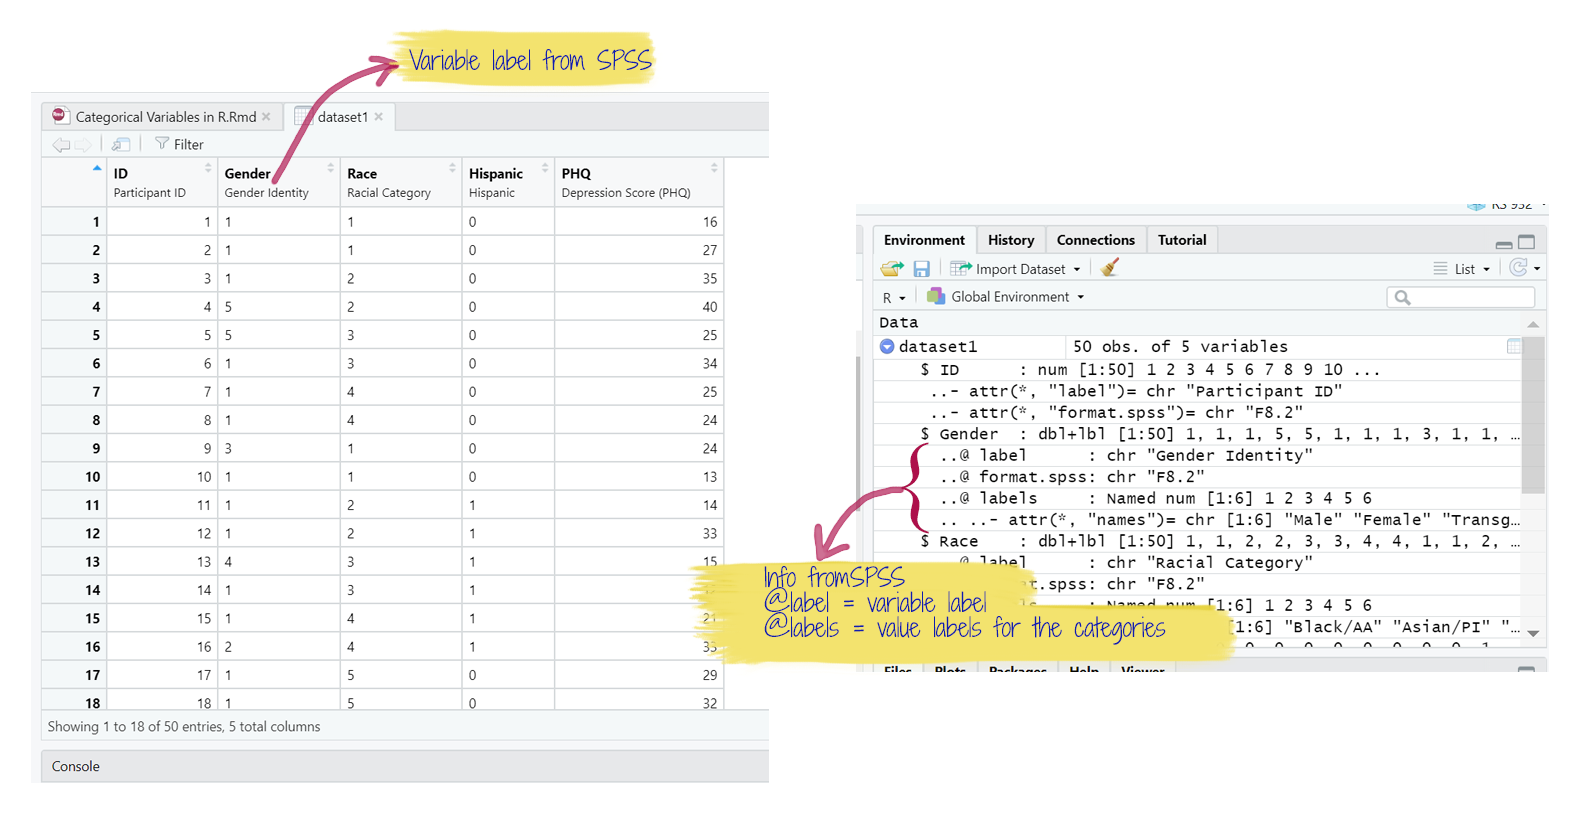 Variable label from SPSS
Categorical Variables in R.Rmd
dataset1
Filter
ID Gender Race Hispanic PHQ
Participant ID Gender Identity Racial Category Hispanic Depression Score (PHQ)
1 1 1 1 0 16
2 2 1 1 0 27
3 3 1 2 0 35
4 4 5 2 0 40
5 5 5 3 0 25
6 6 1 3 0 34
7 7 1 4 0 25
8 8 1 4 0 24
9 9 3 1 0 24
10 10 1 1 0 13
11 11 1 2 1 14
12 12 1 2 1 33
13 13 4 3 1 15
14 14 1 3 1
15 15 1 4 1 21
16 16 2 4 1 33
17 17 1 5 0 29
18 18 1 5 0 32
Showing 1 to 18 of 50 entries, 5 total columns
Console
Environment History Connections Tutorial
Import Dataset
List
R Global Environment
Data
dataset1 50 obs. of 5 variables
$ ID : num [1:50] 1 2 3 4 5 6 7 8 9 10 ...
..- attr(*, "label")= chr "Participant ID"
..- attr(*, "format.spss")= chr "F8.2"
$ Gender : dbl+lbl [1:50] 1, 1, 1, 5, 5, 1, 1, 1, 3, 1, 1, ...
..@ label : chr "Gender Identity"
..@ format.spss: chr "F8.2"
..@ labels : Named num [1:6] 1 2 3 4 5 6
.. ..- attr(*, "names")= chr [1:6] "Male" "Female" "Transg...
$ Race : dbl+lbl [1:50] 1, 1, 2, 2, 3, 3, 4, 4, 1, 1, 2, ...
@ label : chr "Racial Category"
rm.spss: chr "F8.2"
: Named num [1:6] 1 2 3 4 5 6
[1:6] "Black/AA" "Asian/PI" "...
Info fromSPSS
@label = variable label
@labels = value labels for the categories
Files Plots Packages Help Viewer